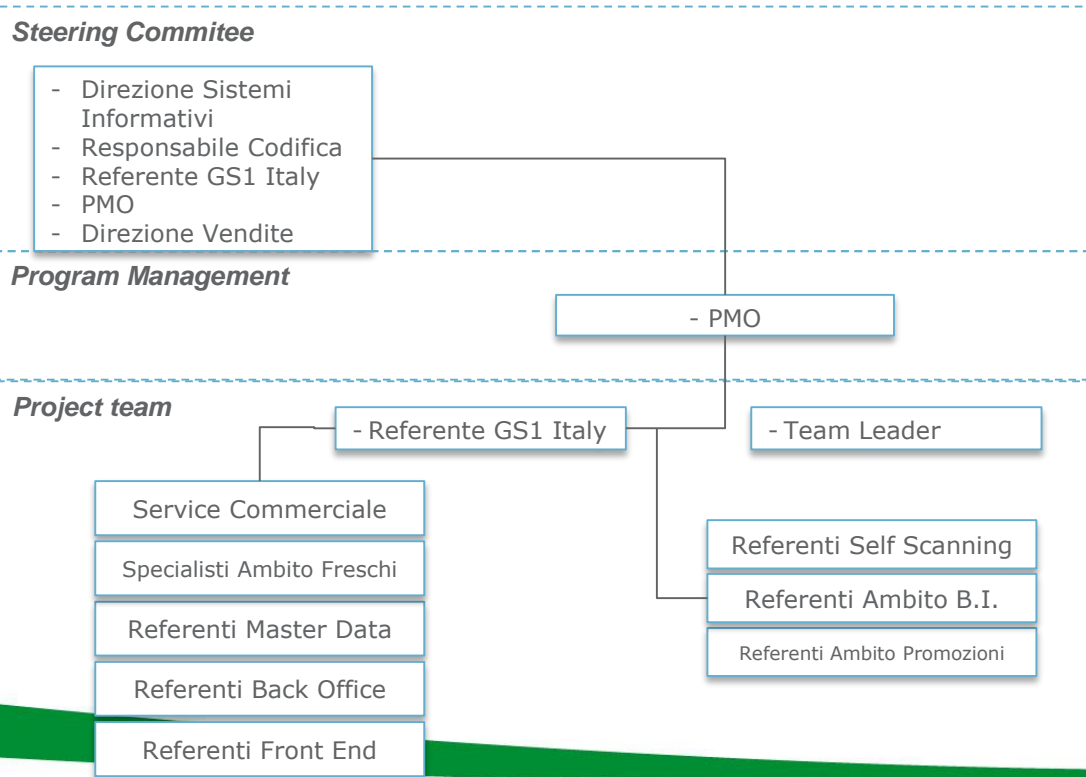 Steering Commitee
- Direzione Sistemi
Informativi
- Responsabile Codifica
- Referente GS1 Italy
- PMO
- Direzione Vendite
Program Management
- PMO
Project team
- Referente GS1 Italy
- Team Leader
Service Commerciale
Specialisti Ambito Freschi
Referenti Master Data
Referenti Back Office
Referenti Front End
Referenti Self Scanning
Referenti Ambito B.I.
Referenti Ambito Promozioni